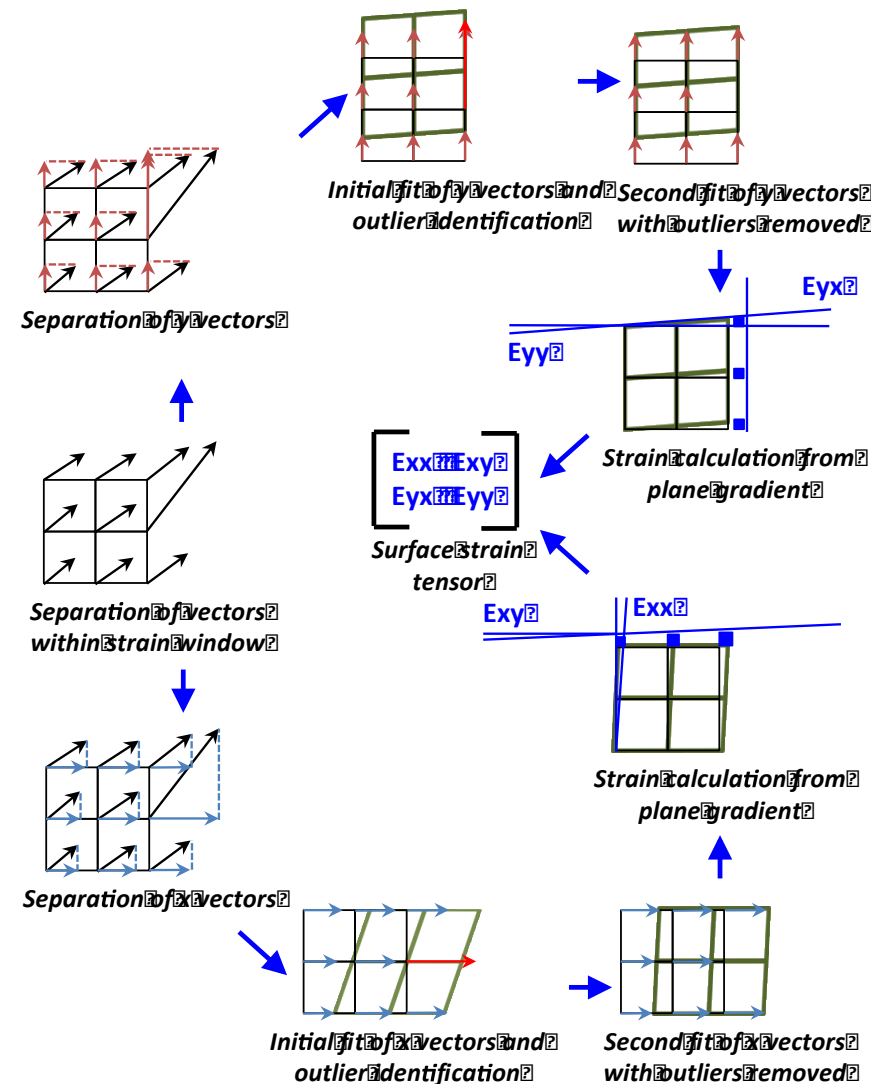 Initial fit of y vectors and
outlier identification
Second fit of y vectors
with outliers removed
Separation of y vectors
Eyx
Eyy
Strain calculation from
plane gradient
Exx Exy
Eyx Eyy
Surface strain
tensor
Separation of vectors
within strain window
Exy
Exx
Strain calculation from
plane gradient
Separation of x vectors
Initial fit of x vectors and
outlier identification
Second fit of x vectors
with outliers removed